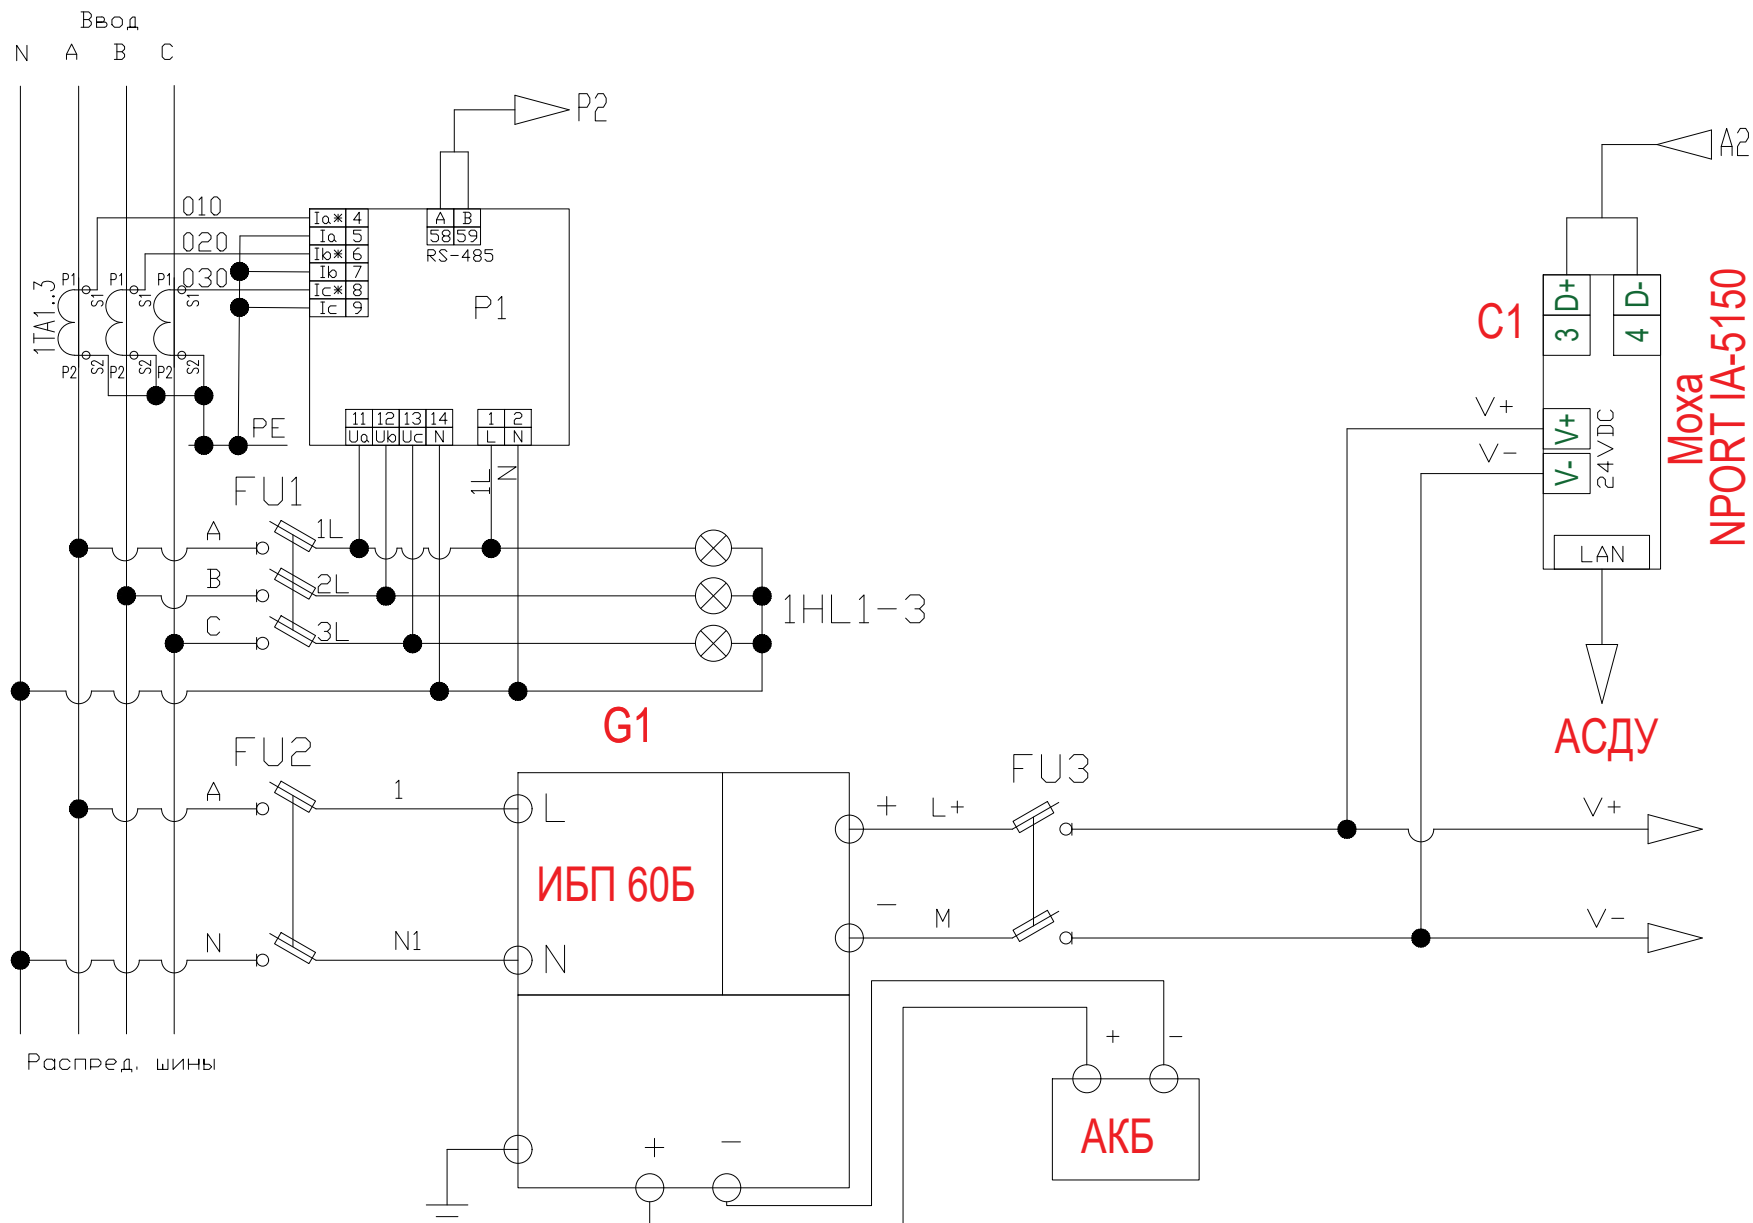 Ввод
N A B C
P2
A2
010
020
030
Ia* 4
Ia 5
Ib* 6
Ib 7
Ic* 8
Ic 9
A B
58 59
RS-485
P1
1TA1..3
P1 S1 P1 S1 P1 S1
P2 S2 P2 S2 P2 S2
PE
11 12 13 14
Ua Ub Uc N
1 2
L N
1L N
C1
3 D+
4 D-
V+
V-
V+
V-
24VDC
Моха
NPORT IA-5150
LAN
АСДУ
FU1
A 1L
B 2L
C 3L
1HL1-3
G1
FU2
A 1 L
N N1 N
ИБП 60Б
+ L+
- M
FU3
V+
V-
Распред. шины
+ -
АКБ
+ -